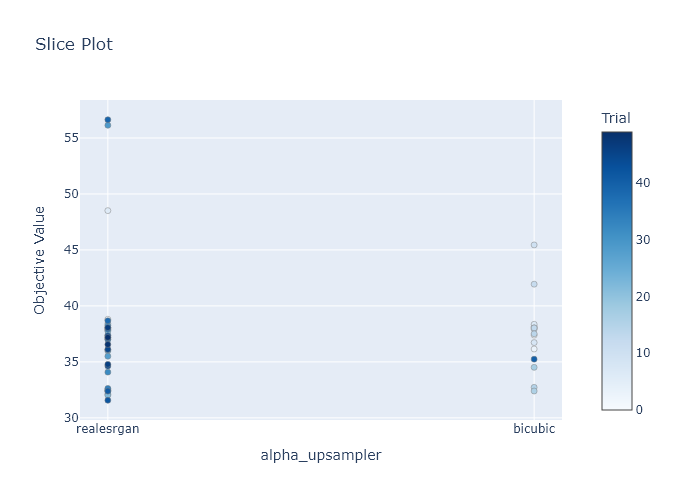 Slice Plot
Trial
55
50
45
40
35
30
Objective Value
realesrgan
bicubic
alpha_upsampler
40
30
20
10
0